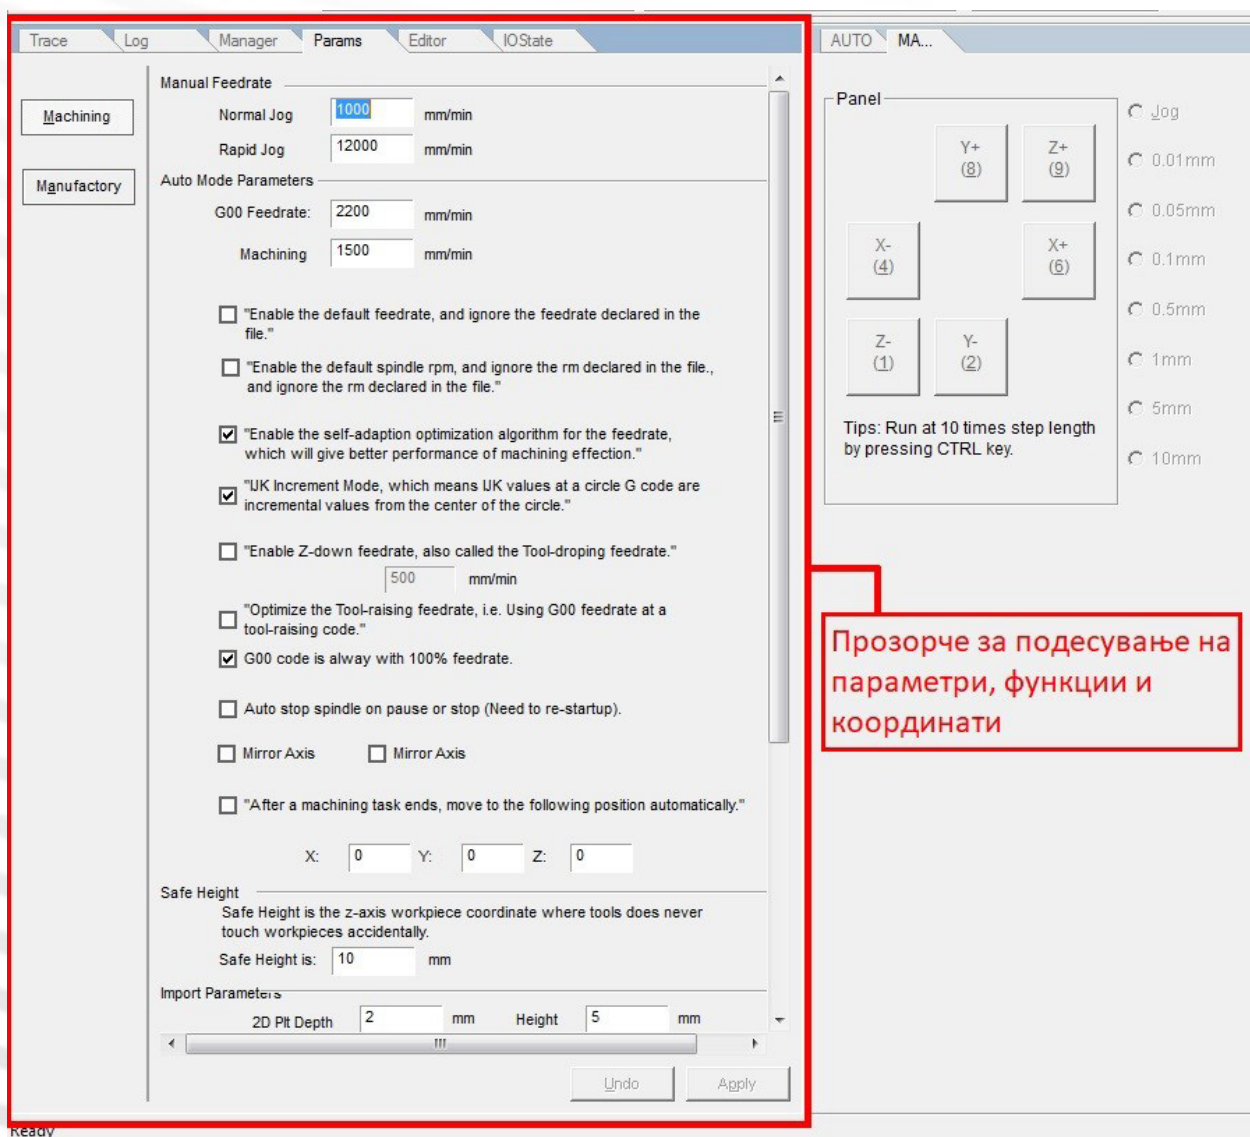 Trace Log Manager Params Editor IOState
Machining
Manufactory
Manual Feedrate
Normal Jog 1000 mm/min
Rapid Jog 12000 mm/min
Auto Mode Parameters
G00 Feedrate: 2200 mm/min
Machining 1500 mm/min
"Enable the default feedrate, and ignore the feedrate declared in the
file."
"Enable the default spindle rpm, and ignore the rm declared in the file.,
and ignore the rm declared in the file."
"Enable the self-adaption optimization algorithm for the feedrate,
which will give better performance of machining effection."
"IJK Increment Mode, which means IJK values at a circle G code are
incremental values from the center of the circle."
"Enable Z-down feedrate, also called the Tool-droping feedrate."
500 mm/min
"Optimize the Tool-raising feedrate, i.e. Using G00 feedrate at a
tool-raising code."
G00 code is alway with 100% feedrate.
Auto stop spindle on pause or stop (Need to re-startup).
Mirror Axis Mirror Axis
"After a machining task ends, move to the following position automatically."
X: 0 Y: 0 Z: 0
Safe Height
Safe Height is the z-axis workpiece coordinate where tools does never
touch workpieces accidentally.
Safe Height is: 10 mm
Import Parameters
2D Plt Depth 2 mm Height 5 mm
Undo Apply
Ready
AUTO MA...
Panel
Y+
(8)
Z+
(9)
X-
(4)
X+
(6)
Z-
(1)
Y-
(2)
Tips: Run at 10 times step length
by pressing CTRL key.
Jog
0.01mm
0.05mm
0.1mm
0.5mm
1mm
5mm
10mm
Прозорче за подесување на
параметри, функции и
координати